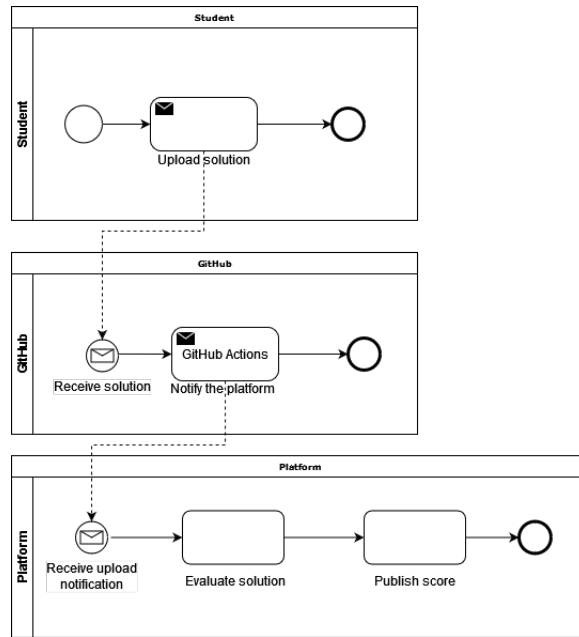 Student
Student
Upload solution
GitHub
GitHub
GitHub Actions
Receive solution
Notify the platform
Platform
Platform
Receive upload
notification
Evaluate solution
Publish score